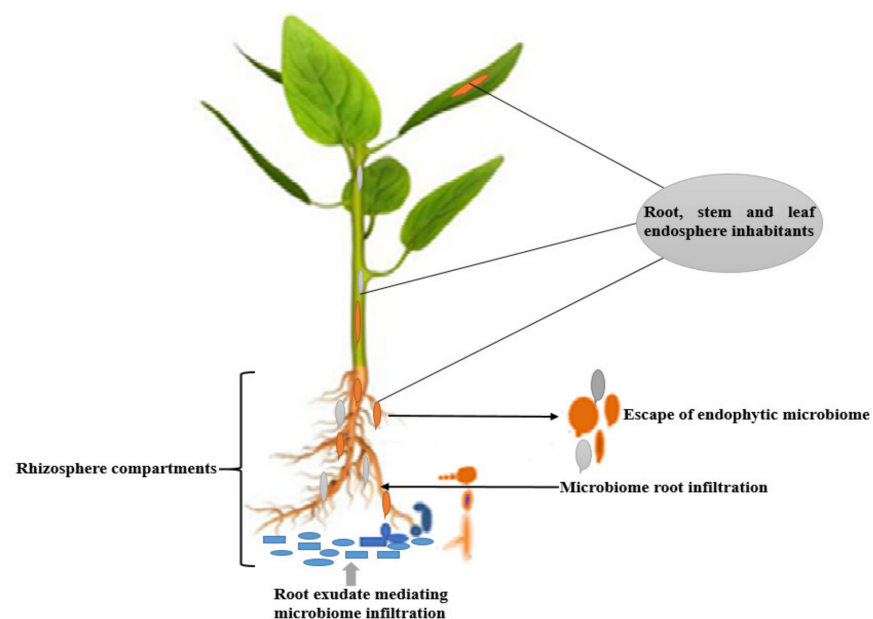 Root, stem and leaf
endosphere inhabitants
Escape of endophytic microbiome
Rhizosphere compartments
Microbiome root infiltration
Root exudate mediating
microbiome infiltration